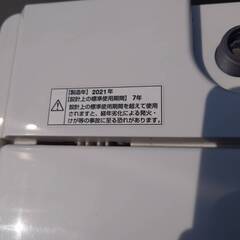 【製造年】2021年
【設計上の標準使用期間】 7年
設計上の標準使用期間を超えて使用
されますと、経年劣化による発火・
けが等の事故に至る恐れがあります。